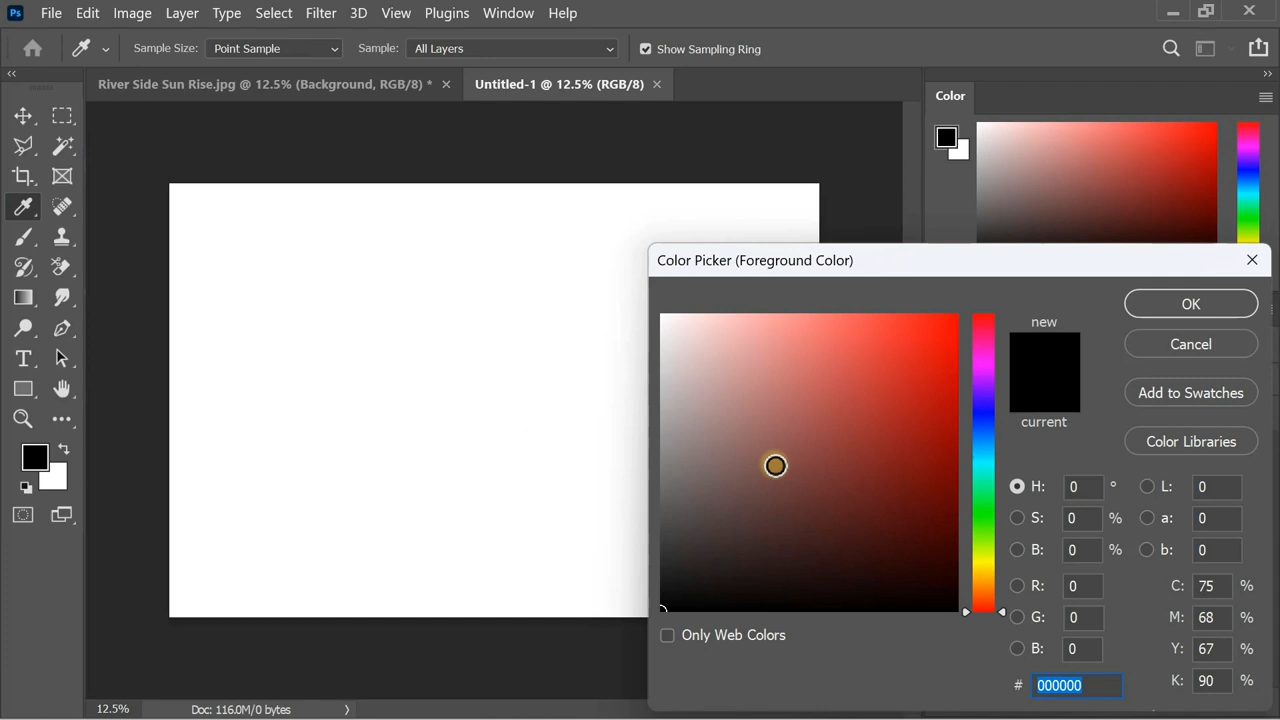 Ps File Edit Image Layer Type Select Filter 3D View Plugins Window Help
Sample Size: Point Sample Sample: All Layers Show Sampling Ring
River Side Sun Rise.jpg @ 12.5% (Background, RGB/8) * Untitled-1 @ 12.5% (RGB/8)
Color
Color Picker (Foreground Color)
OK
new
Cancel
Add to Swatches
current
Color Libraries
H: 0 ° L: 0
S: 0 % a: 0
B: 0 % b: 0
R: 0 C: 75 %
G: 0 M: 68 %
Only Web Colors
B: 0 Y: 67 %
# 000000 K: 90 %
T
12.5% Doc: 116.0M/0 bytes